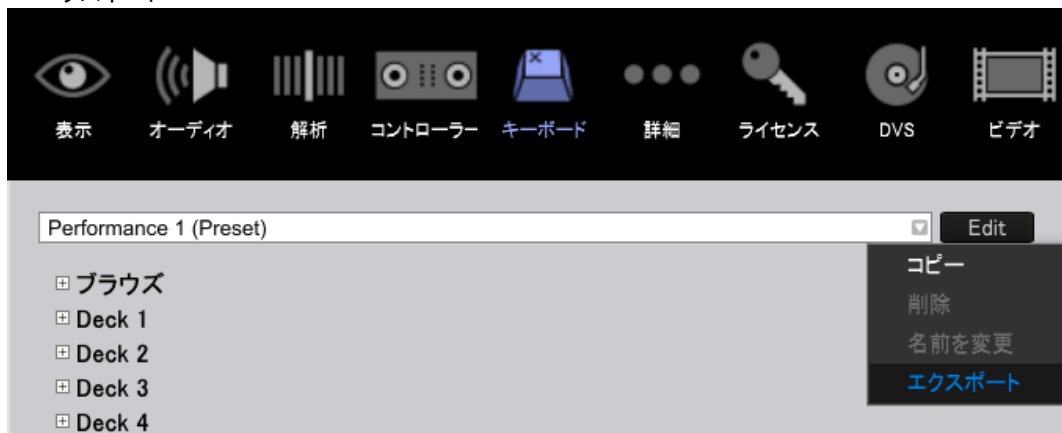 表示 オーディオ 解析 コントローラー キーボード 詳細 ライセンス DVS ビデオ
Performance 1 (Preset) Edit
コピー
ブラウズ
削除
Deck 1
名前を変更
Deck 2
エクスポート
Deck 3
Deck 4